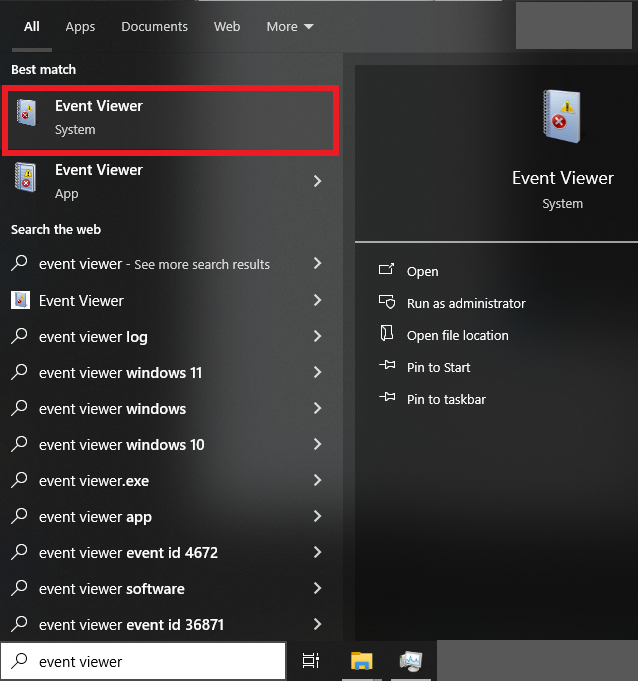 All Apps Documents Web More
Best match
Event Viewer
System
Event Viewer
App
Search the web
event viewer - See more search results
Event Viewer
event viewer log
event viewer windows 11
event viewer windows
event viewer windows 10
event viewer.exe
event viewer app
event viewer event id 4672
event viewer software
event viewer event id 36871
event viewer
Event Viewer
System
Open
Run as administrator
Open file location
Pin to Start
Pin to taskbar